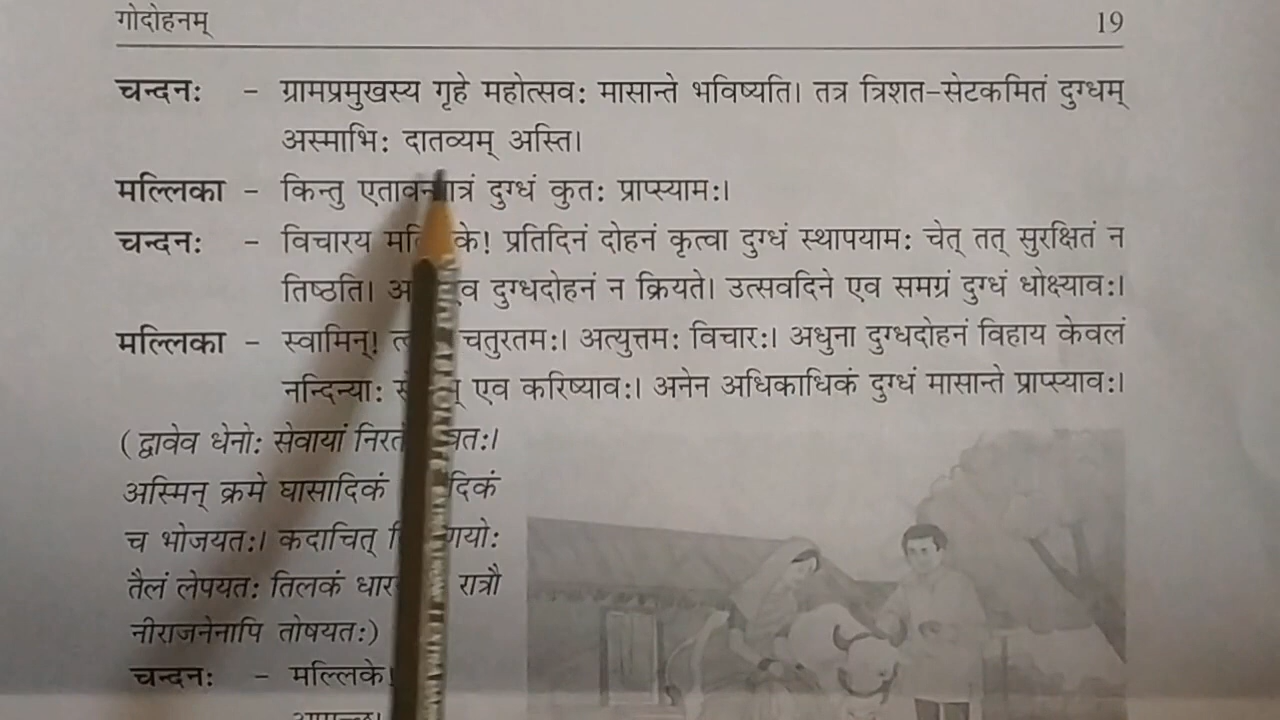 गोदोहनम् 19
चन्दनः - ग्रामप्रमुखस्य गृहे महोत्सवः मासान्ते भविष्यति। तत्र त्रिशत-सेटकमितं दुग्धम्
अस्माभिः दातव्यम् अस्ति।
मल्लिका - किन्तु एतावन्मात्रं दुग्धं कुतः प्राप्स्यामः।
चन्दनः - विचारय मल्लिके! प्रतिदिनं दोहनं कृत्वा दुग्धं स्थापयामः चेत् तत् सुरक्षितं न
तिष्ठति। दुग्धदोहनं न क्रियते। उत्सवदिने एव समग्रं दुग्धं धोक्ष्यावः।
मल्लिका - स्वामिन्! चतुरतमः। अत्युत्तमः विचारः। अधुना दुग्धदोहनं विहाय केवलं
नन्दिन्याः एव करिष्यावः। अनेन अधिकाधिकं दुग्धं मासान्ते प्राप्स्यावः।
(द्वावेव धेनोः सेवायां
अस्मिन् क्रमे घासादिकं
च भोजयतः। कदाचित्
तैलं लेपयतः तिलकं रात्रौ
नीराजनेनापि तोषयतः)
चन्दनः - मल्लिके!